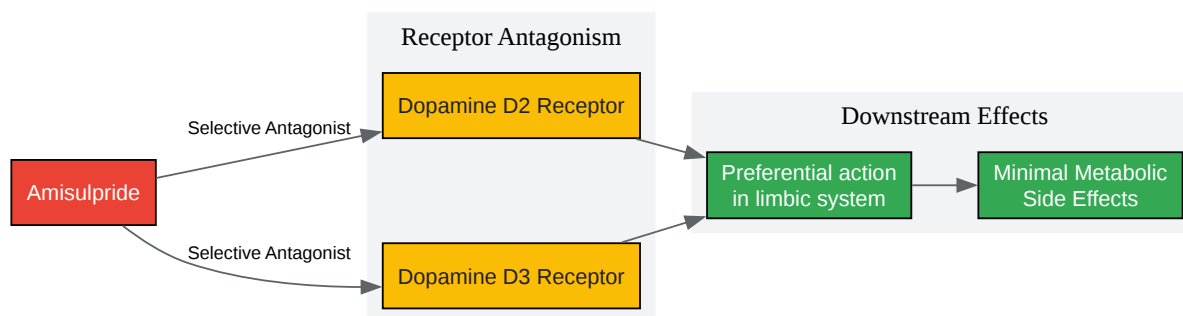 Receptor Antagonism
Dopamine D2 Receptor
Selective Antagonist
Downstream Effects
Amisulpride
Preferential action
in limbic system
Minimal Metabolic
Side Effects
Selective Antagonist
Dopamine D3 Receptor